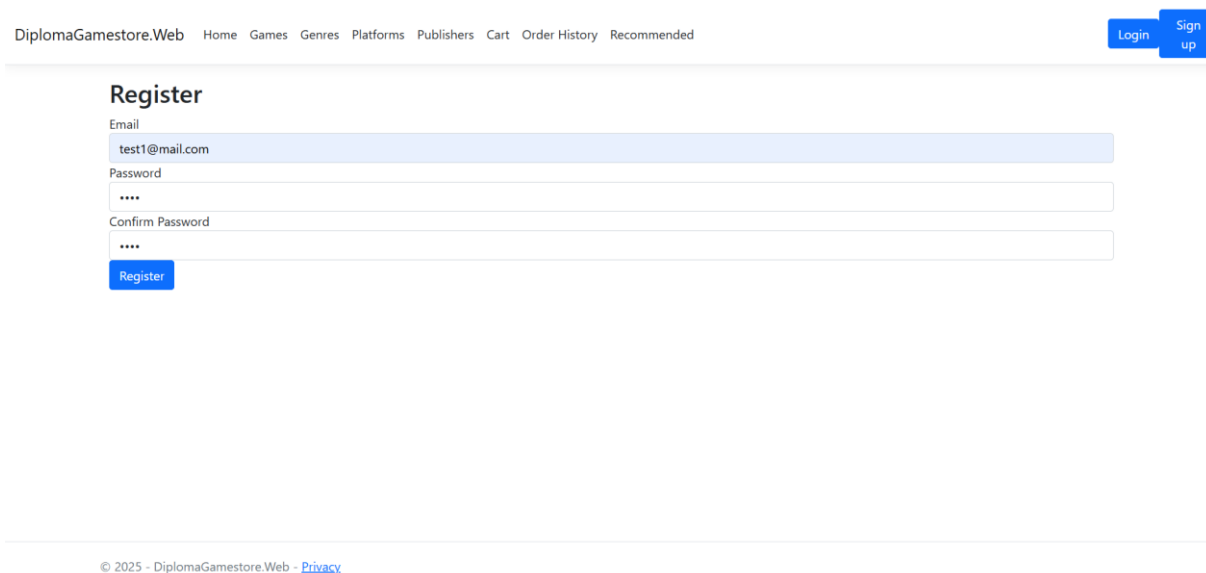 DiplomaGamestore.Web Home Games Genres Platforms Publishers Cart Order History Recommended Login Sign up
Register
Email
test1@mail.com
Password
••••
Confirm Password
••••
Register
© 2025 - DiplomaGamestore.Web - Privacy